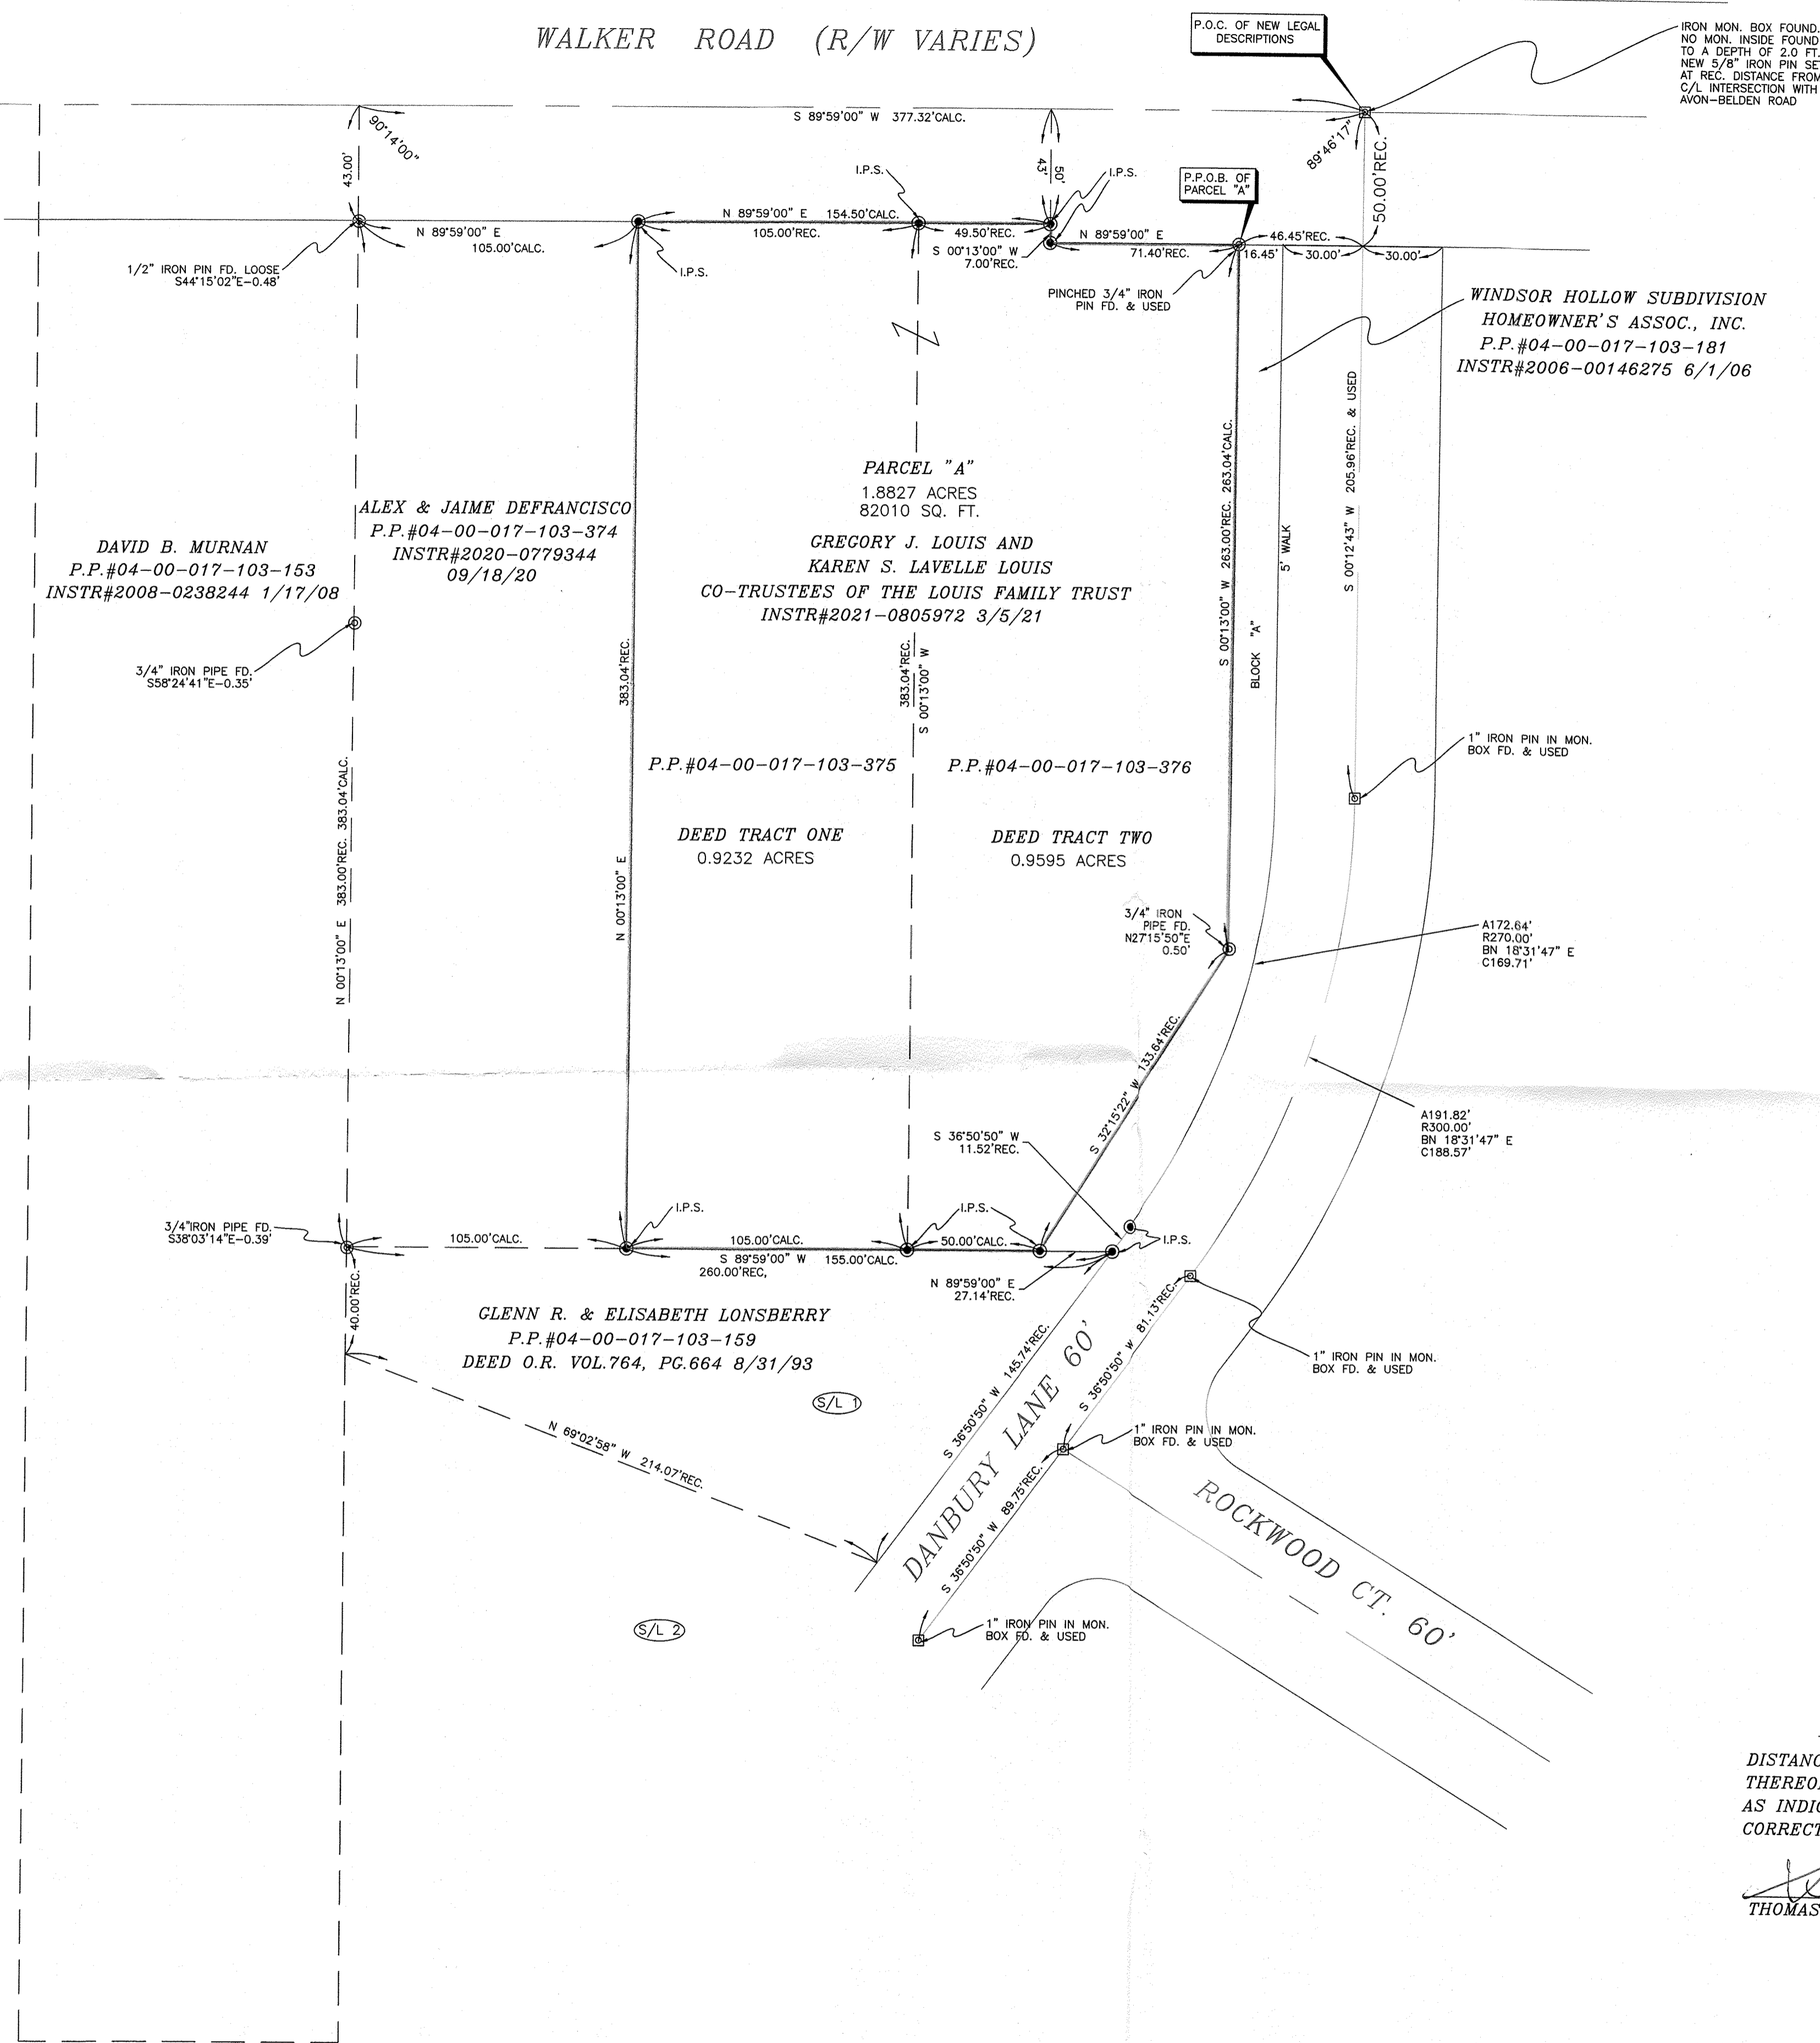 WALKER ROAD (R/W VARIES)
P.O.C. OF NEW LEGAL
DESCRIPTIONS
IRON MON. BOX FOUND.
NO MON. INSIDE FOUND
TO A DEPTH OF 2.0 FT.
NEW 5/8" IRON PIN SE
AT REC. DISTANCE FROM
C/L INTERSECTION WITH
AVON-BELDEN ROAD
S 89°59'00" W 377.32'CALC.
90°14'00"
43.00'
43'
50'
89°46'17"
50.00'REC.
I.P.S.
I.P.S.
P.P.O.B. OF
PARCEL "A"
N 89°59'00" E
105.00'CALC.
N 89°59'00" E 154.50'CALC.
105.00'REC.
49.50'REC.
S 00°13'00" W
7.00'REC.
N 89°59'00" E
71.40'REC.
46.45'REC.
16.45'
30.00'
30.00'
1/2" IRON PIN FD. LOOSE
S44°15'02"E-0.48'
I.P.S.
PINCHED 3/4" IRON
PIN FD. & USED
WINDSOR HOLLOW SUBDIVISION
HOMEOWNER'S ASSOC., INC.
P.P.#04-00-017-103-181
INSTR#2006-00146275 6/1/06
PARCEL "A"
1.8827 ACRES
82010 SQ. FT.
GREGORY J. LOUIS AND
KAREN S. LAVELLE LOUIS
CO-TRUSTEES OF THE LOUIS FAMILY TRUST
INSTR#2021-0805972 3/5/21
ALEX & JAIME DEFRANCISCO
P.P.#04-00-017-103-374
INSTR#2020-0779344
09/18/20
DAVID B. MURNAN
P.P.#04-00-017-103-153
INSTR#2008-0238244 1/17/08
3/4" IRON PIPE FD.
S58°24'41"E-0.35'
S 00°13'00" W 263.00'REC. 263.04'CALC.
5' WALK
BLOCK "A"
S 00°12'43" W 205.96'REC. & USED
383.04'REC.
N 00°13'00" E
383.04'REC.
S 00°13'00" W
N 00°13'00" E 383.00'REC. 383.04'CALC.
1" IRON PIN IN MON.
BOX FD. & USED
P.P.#04-00-017-103-375
P.P.#04-00-017-103-376
DEED TRACT ONE
0.9232 ACRES
DEED TRACT TWO
0.9595 ACRES
3/4" IRON
PIPE FD.
N27°15'50"E
0.50'
A172.64'
R270.00'
BN 18°31'47" E
C169.71'
S 32°15'22" W 133.64'REC.
A191.82'
R300.00'
BN 18°31'47" E
C188.57'
S 36°50'50" W
11.52'REC.
3/4"IRON PIPE FD.
S38°03'14"E-0.39'
I.P.S.
I.P.S.
I.P.S.
105.00'CALC.
105.00'CALC.
50.00'CALC.
S 89°59'00" W 155.00'CALC.
260.00'REC,
N 89°59'00" E
27.14'REC.
40.00'REC.
GLENN R. & ELISABETH LONSBERRY
P.P.#04-00-017-103-159
DEED O.R. VOL.764, PG.664 8/31/93
S/L 1
N 69°02'58" W 214.07'REC.
S 36°50'50" W 145.74'REC.
DANBURY LANE 60'
S 36°50'50" W 81.13'REC.
1" IRON PIN IN MON.
BOX FD. & USED
1" IRON PIN IN MON.
BOX FD. & USED
S 36°50'50" W 89.75'REC.
ROCKWOOD CT. 60'
S/L 2
1" IRON PIN IN MON.
BOX FD. & USED
DISTANC
THEREO
AS INDI
CORRECT
THOMAS